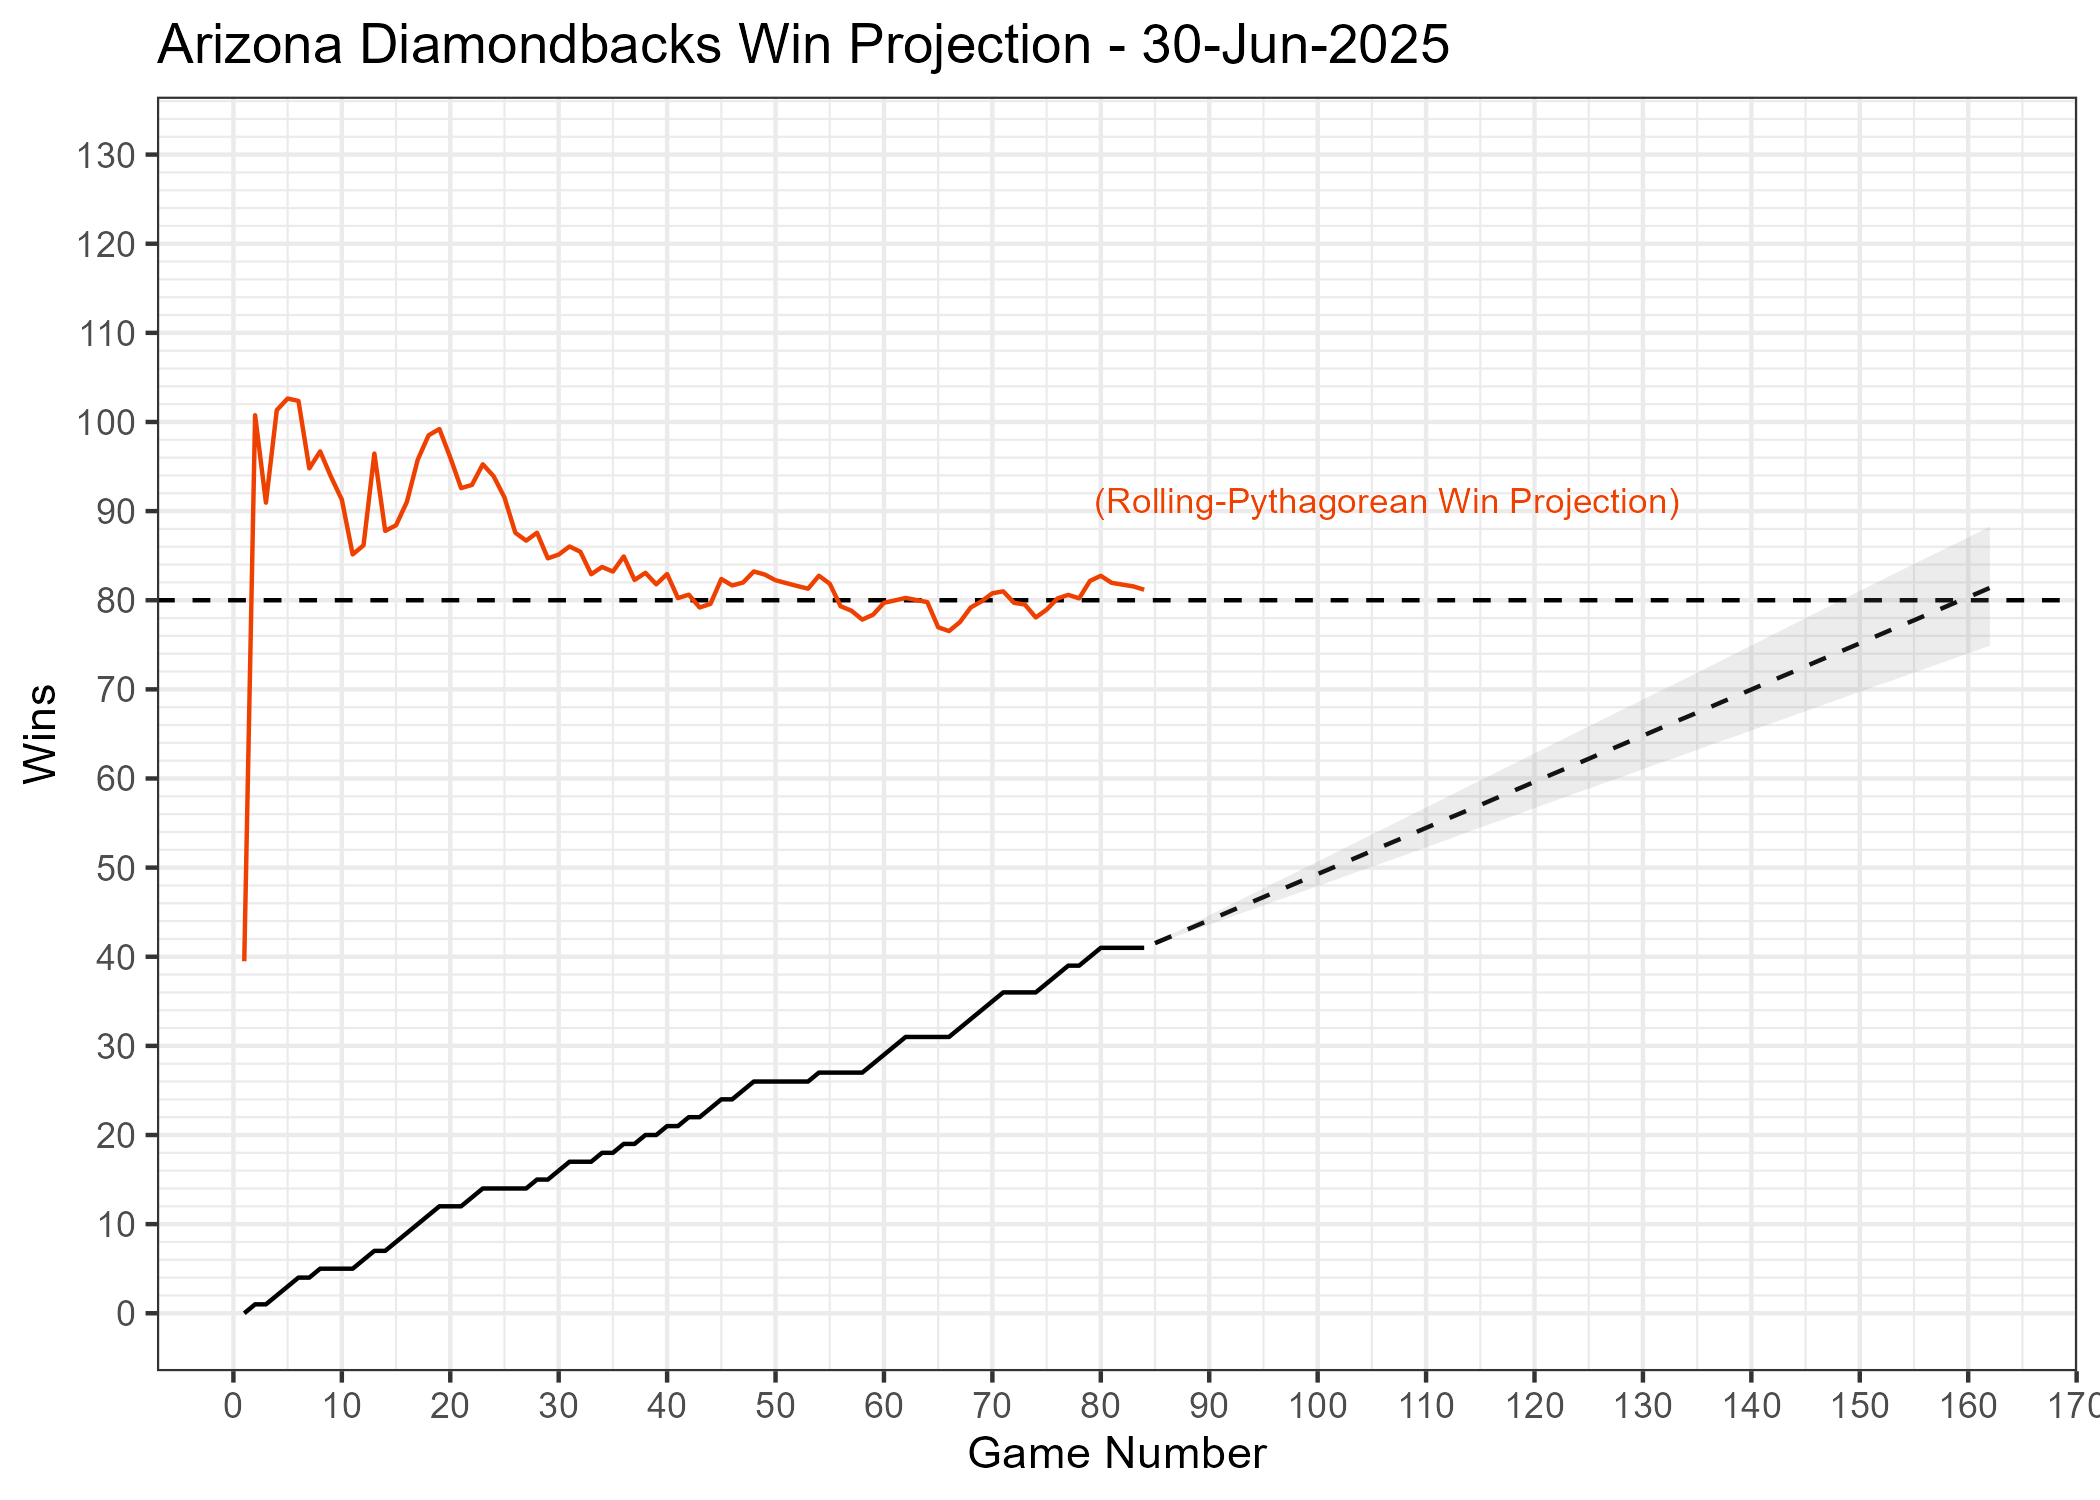 Arizona Diamondbacks Win Projection - 30-Jun-2025
130
120
110
100
90
80
70
60
50
40
30
20
10
0
Wins
(Rolling-Pythagorean Win Projection)
0 10 20 30 40 50 60 70 80 90 100 110 120 130 140 150 160 170
Game Number